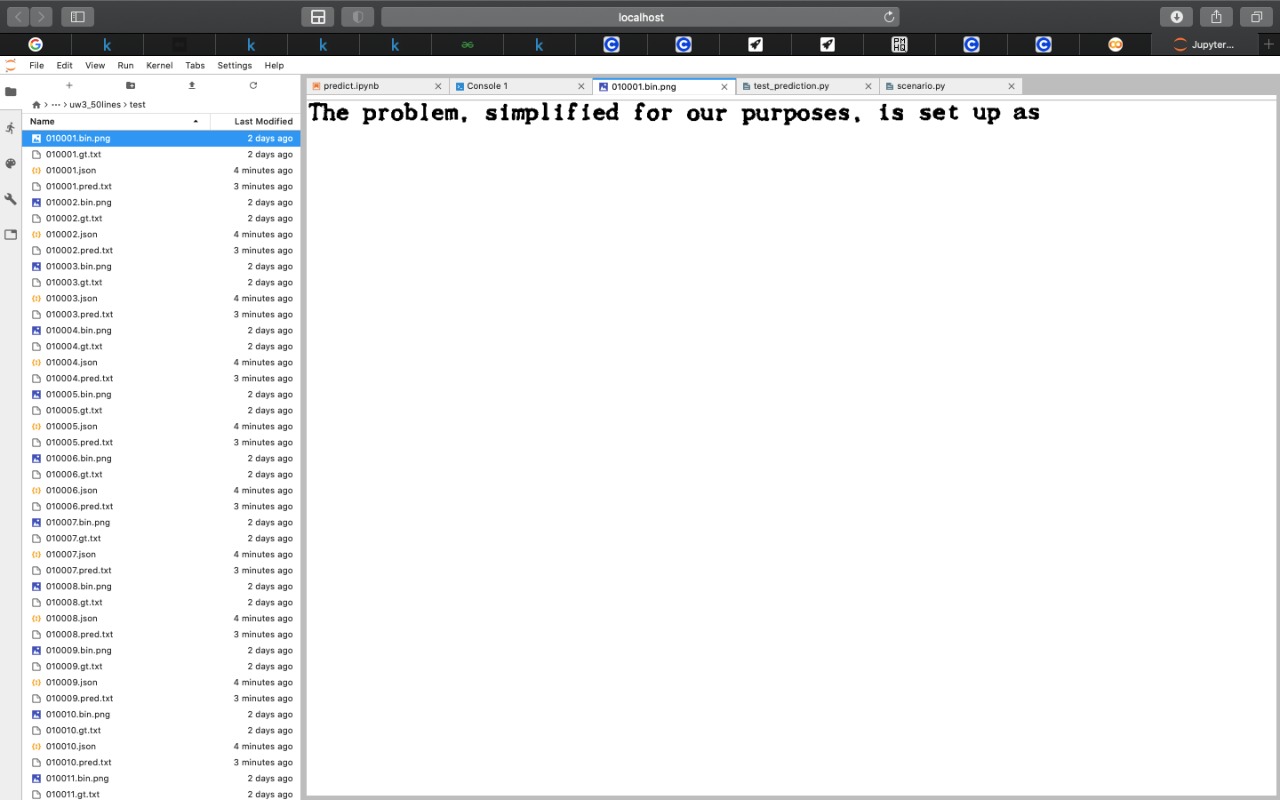 localhost
Jupyter...
File Edit View Run Kernel Tabs Settings Help
··· › uw3_50lines › test
Name Last Modified
010001.bin.png 2 days ago
010001.gt.txt 2 days ago
010001.json 4 minutes ago
010001.pred.txt 3 minutes ago
010002.bin.png 2 days ago
010002.gt.txt 2 days ago
010002.json 4 minutes ago
010002.pred.txt 3 minutes ago
010003.bin.png 2 days ago
010003.gt.txt 2 days ago
010003.json 4 minutes ago
010003.pred.txt 3 minutes ago
010004.bin.png 2 days ago
010004.gt.txt 2 days ago
010004.json 4 minutes ago
010004.pred.txt 3 minutes ago
010005.bin.png 2 days ago
010005.gt.txt 2 days ago
010005.json 4 minutes ago
010005.pred.txt 3 minutes ago
010006.bin.png 2 days ago
010006.gt.txt 2 days ago
010006.json 4 minutes ago
010006.pred.txt 3 minutes ago
010007.bin.png 2 days ago
010007.gt.txt 2 days ago
010007.json 4 minutes ago
010007.pred.txt 3 minutes ago
010008.bin.png 2 days ago
010008.gt.txt 2 days ago
010008.json 4 minutes ago
010008.pred.txt 3 minutes ago
010009.bin.png 2 days ago
010009.gt.txt 2 days ago
010009.json 4 minutes ago
010009.pred.txt 3 minutes ago
010010.bin.png 2 days ago
010010.gt.txt 2 days ago
010010.json 4 minutes ago
010010.pred.txt 3 minutes ago
010011.bin.png 2 days ago
010011.gt.txt 2 days ago
predict.ipynb Console 1 010001.bin.png test_prediction.py scenario.py
The problem, simplified for our purposes, is set up as